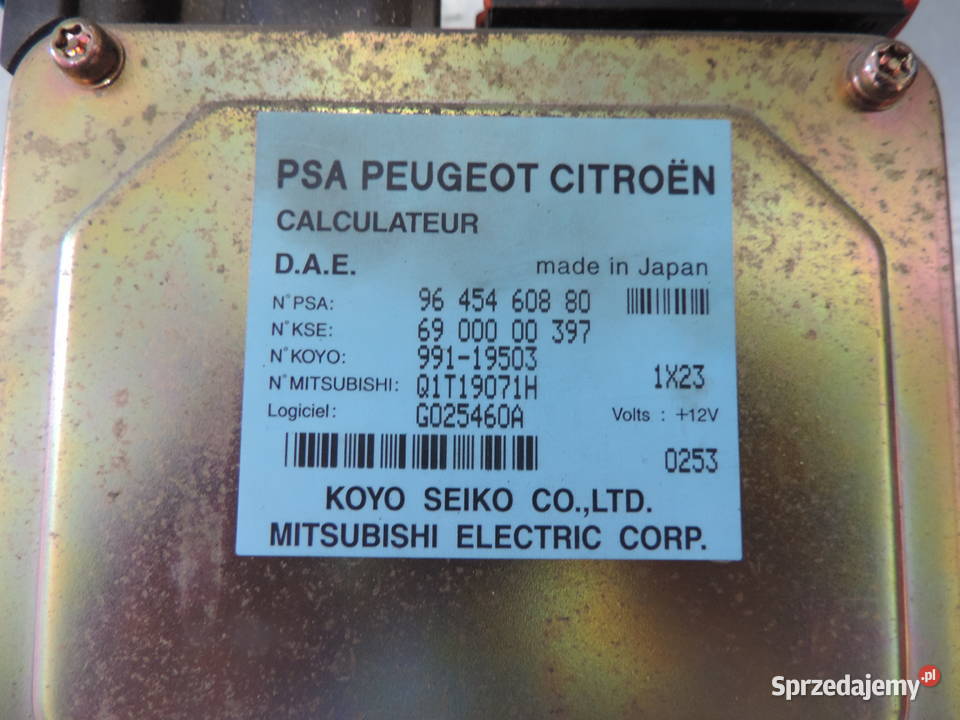 PSA PEUGEOT CITROËN
CALCULATEUR
D.A.E. made in Japan
N°PSA: 96 454 608 80
N°KSE: 69 000 00 397
N°KOYO: 991-19503
N°MITSUBISHI: Q1T19071H 1X23
Logiciel: G025460A Volts : +12V
0253
KOYO SEIKO CO.,LTD.
MITSUBISHI ELECTRIC CORP.
Sprzedajemy.pl